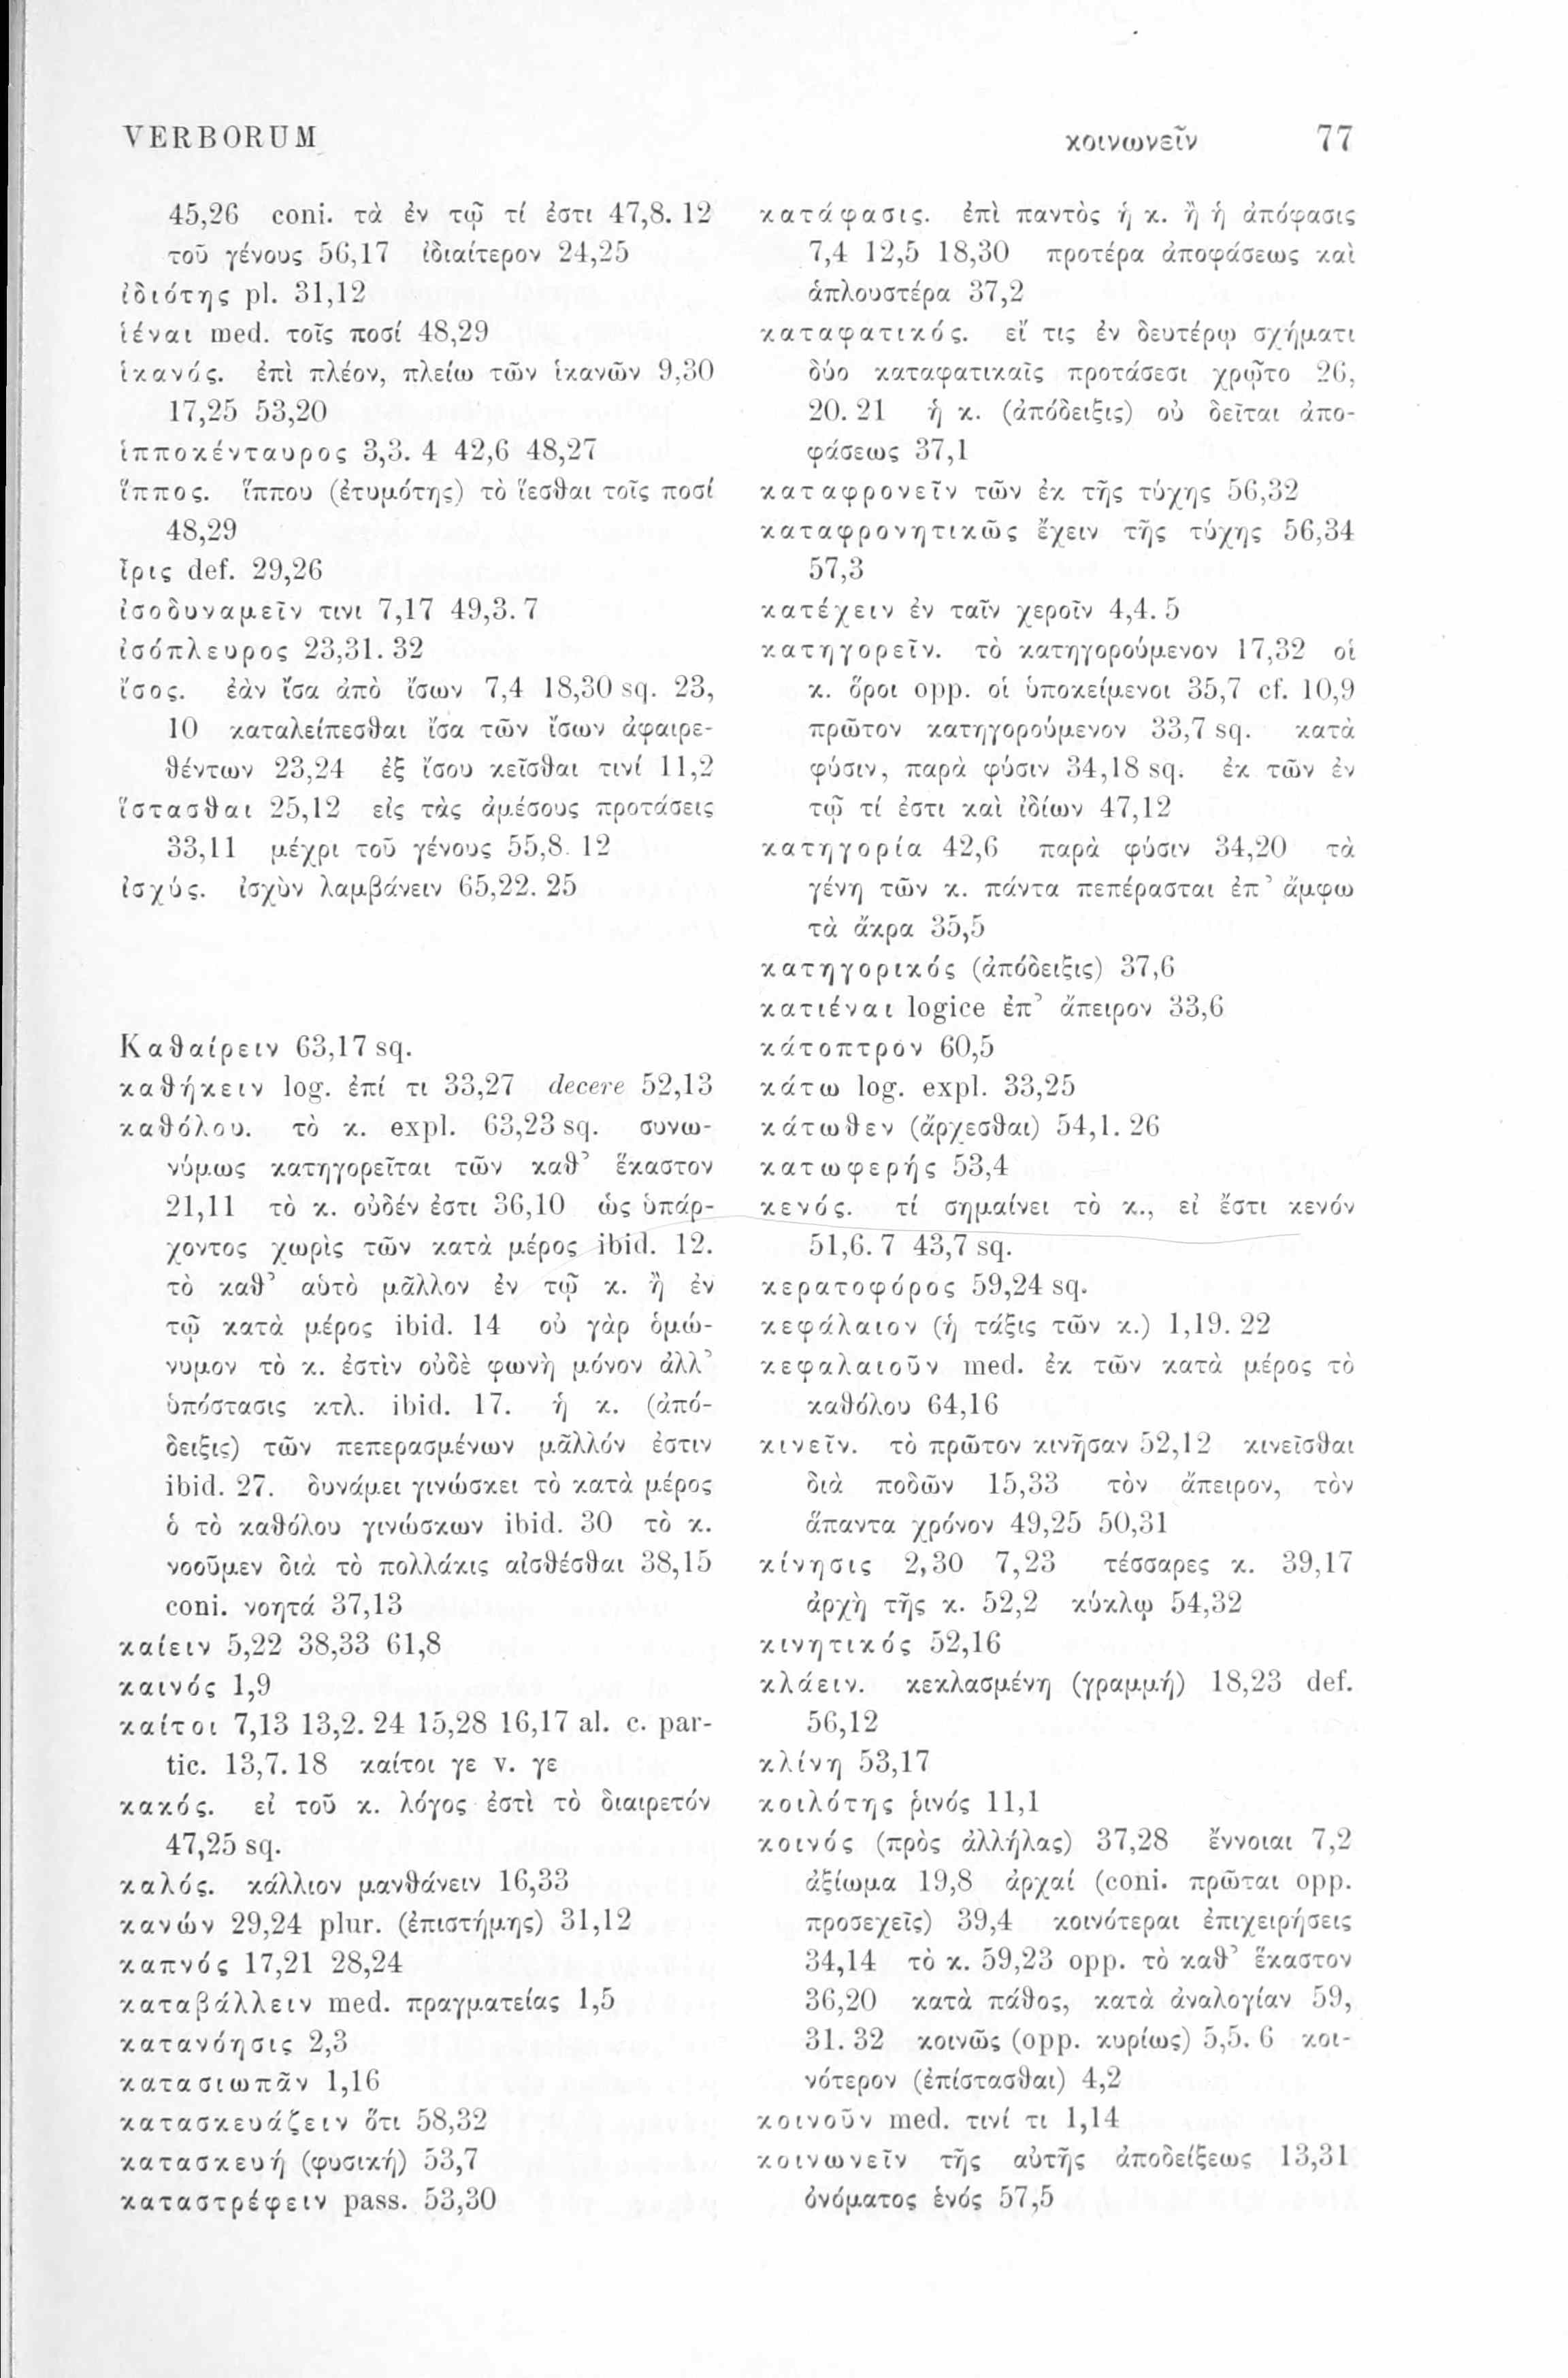 VERBORUM κοινωνεῖν 77
45,26 coni. τὰ ἐν τῷ τί ἐστι 47,8. 12
τοῦ γένους 56,17 ἰδιαίτερον 24,25
ἰδιότης pl. 31,12
ἱέναι med. τοῖς ποσί 48,29
ἱκανός. ἐπὶ πλέον, πλείω τῶν ἱκανῶν 9,30
17,25 53,20
ἱπποκένταυρος 3,3. 4 42,6 48,27
ἵππος. ἵππου (ἐτυμότης) τὸ ἵεσθαι τοῖς ποσί
48,29
ἶρις def. 29,26
ἰσοδυναμεῖν τινι 7,17 49,3. 7
ἰσόπλευρος 23,31. 32
ἴσος. ἐὰν ἴσα ἀπὸ ἴσων 7,4 18,30 sq. 23,
10 καταλείπεσθαι ἴσα τῶν ἴσων ἀφαιρε-
θέντων 23,24 ἐξ ἴσου κεῖσθαι τινί 11,2
ἵστασθαι 25,12 εἰς τὰς ἀμέσους προτάσεις
33,11 μέχρι τοῦ γένους 55,8. 12
ἰσχύς. ἰσχὺν λαμβάνειν 65,22. 25
Καθαίρειν 63,17 sq.
καθήκειν log. ἐπί τι 33,27 decere 52,13
καθόλου. τὸ κ. expl. 63,23 sq. συνω-
νύμως κατηγορεῖται τῶν καθ’ ἕκαστον
21,11 τὸ κ. οὐδέν ἐστι 36,10 ὡς ὑπάρ-
χοντος χωρὶς τῶν κατὰ μέρος ibid. 12.
τὸ καθ’ αὑτὸ μᾶλλον ἐν τῷ κ. ἢ ἐν
τῷ κατὰ μέρος ibid. 14 οὐ γὰρ ὁμώ-
νυμον τὸ κ. ἐστὶν οὐδὲ φωνὴ μόνον ἀλλ’
ὑπόστασις κτλ. ibid. 17. ἡ κ. (ἀπό-
δειξις) τῶν πεπερασμένων μᾶλλόν ἐστιν
ibid. 27. δυνάμει γινώσκει τὸ κατὰ μέρος
ὁ τὸ καθόλου γινώσκων ibid. 30 τὸ κ.
νοοῦμεν διὰ τὸ πολλάκις αἰσθέσθαι 38,15
coni. νοητά 37,13
καίειν 5,22 38,33 61,8
καινός 1,9
καίτοι 7,13 13,2. 24 15,28 16,17 al. c. par-
tic. 13,7. 18 καίτοι γε v. γε
κακός. εἰ τοῦ κ. λόγος ἐστὶ τὸ διαιρετόν
47,25 sq.
καλός. κάλλιον μανθάνειν 16,33
κανών 29,24 plur. (ἐπιστήμης) 31,12
καπνός 17,21 28,24
καταβάλλειν med. πραγματείας 1,5
κατανόησις 2,3
κατασιωπᾶν 1,16
κατασκευάζειν ὅτι 58,32
κατασκευή (φυσική) 53,7
καταστρέφειν pass. 53,30
κατάφασις. ἐπὶ παντὸς ἡ κ. ἢ ἡ ἀπόφασις
7,4 12,5 18,30 προτέρα ἀποφάσεως καὶ
ἁπλουστέρα 37,2
καταφατικός. εἴ τις ἐν δευτέρῳ σχήματι
δύο καταφατικαῖς προτάσεσι χρῷτο 26,
20. 21 ἡ κ. (ἀπόδειξις) οὐ δεῖται ἀπο-
φάσεως 37,1
καταφρονεῖν τῶν ἐκ τῆς τύχης 56,32
καταφρονητικῶς ἔχειν τῆς τύχης 56,34
57,3
κατέχειν ἐν ταῖν χεροῖν 4,4. 5
κατηγορεῖν. τὸ κατηγορούμενον 17,32 οἱ
κ. ὅροι opp. οἱ ὑποκείμενοι 35,7 cf. 10,9
πρῶτον κατηγορούμενον 33,7 sq. κατὰ
φύσιν, παρὰ φύσιν 34,18 sq. ἐκ τῶν ἐν
τῷ τί ἐστι καὶ ἰδίων 47,12
κατηγορία 42,6 παρὰ φύσιν 34,20 τὰ
γένη τῶν κ. πάντα πεπέρασται ἐπ’ ἄμφω
τὰ ἄκρα 35,5
κατηγορικός (ἀπόδειξις) 37,6
κατιέναι logice ἐπ’ ἄπειρον 33,6
κάτοπτρον 60,5
κάτω log. expl. 33,25
κάτωθεν (ἄρχεσθαι) 54,1. 26
κατωφερής 53,4
κενός. τί σημαίνει τὸ κ., εἰ ἔστι κενόν
51,6. 7 43,7 sq.
κερατοφόρος 59,24 sq.
κεφάλαιον (ἡ τάξις τῶν κ.) 1,19. 22
κεφαλαιοῦν med. ἐκ τῶν κατὰ μέρος τὸ
καθόλου 64,16
κινεῖν. τὸ πρῶτον κινῆσαν 52,12 κινεῖσθαι
διὰ ποδῶν 15,33 τὸν ἄπειρον, τὸν
ἅπαντα χρόνον 49,25 50,31
κίνησις 2,30 7,23 τέσσαρες κ. 39,17
ἀρχὴ τῆς κ. 52,2 κύκλῳ 54,32
κινητικός 52,16
κλάειν. κεκλασμένη (γραμμή) 18,23 def.
56,12
κλίνη 53,17
κοιλότης ῥινός 11,1
κοινός (πρὸς ἀλλήλας) 37,28 ἔννοιαι 7,2
ἀξίωμα 19,8 ἀρχαί (coni. πρῶται opp.
προσεχεῖς) 39,4 κοινότεραι ἐπιχειρήσεις
34,14 τὸ κ. 59,23 opp. τὸ καθ’ ἕκαστον
36,20 κατὰ πάθος, κατὰ ἀναλογίαν 59,
31. 32 κοινῶς (opp. κυρίως) 5,5. 6 κοι-
νότερον (ἐπίστασθαι) 4,2
κοινοῦν med. τινί τι 1,14
κοινωνεῖν τῆς αὐτῆς ἀποδείξεως 13,31
ὀνόματος ἑνός 57,5